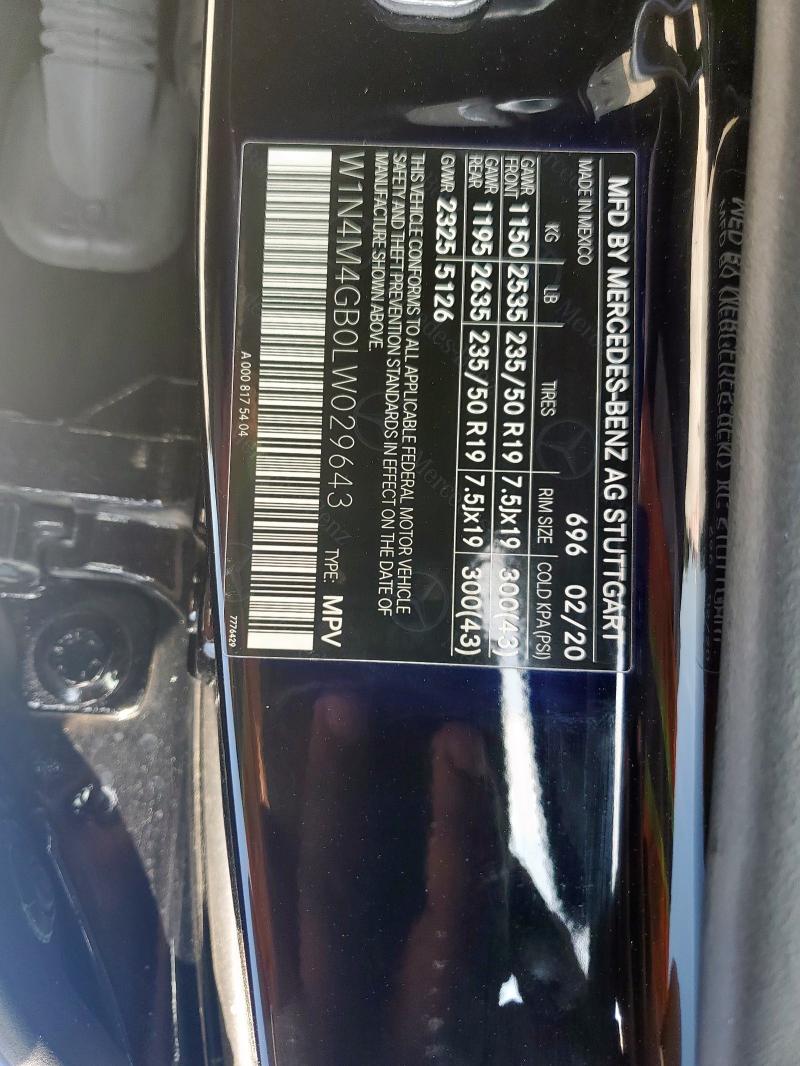 MFD BY MERCEDES-BENZ AG STUTTGART
MADE IN MEXICO 696 02/20
KG LB TIRES RIM SIZE COLD KPA(PSI)
GAWR FRONT 1150 2535 235/50 R19 7.5Jx19 300(43)
GAWR REAR 1195 2635 235/50 R19 7.5Jx19 300(43)
GVWR 2325 5126
THIS VEHICLE CONFORMS TO ALL APPLICABLE FEDERAL MOTOR VEHICLE
SAFETY AND THEFT PREVENTION STANDARDS IN EFFECT ON THE DATE OF
MANUFACTURE SHOWN ABOVE.
W1N4M4GB0LW029643 TYPE: MPV
A 000 817 54 04 7776429